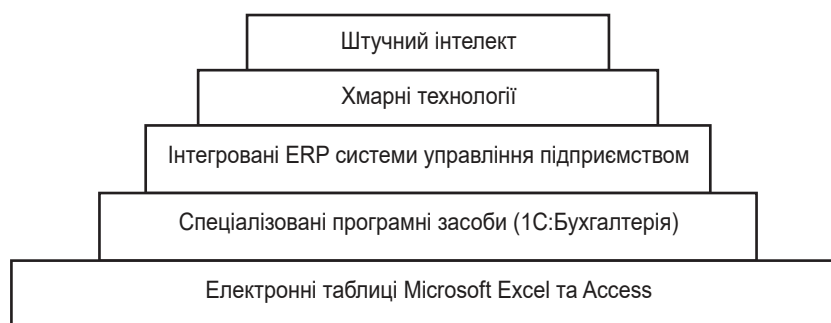 Штучний інтелект
Хмарні технології
Інтегровані ERP системи управління підприємством
Спеціалізовані програмні засоби (1С:Бухгалтерія)
Електронні таблиці Microsoft Excel та Access